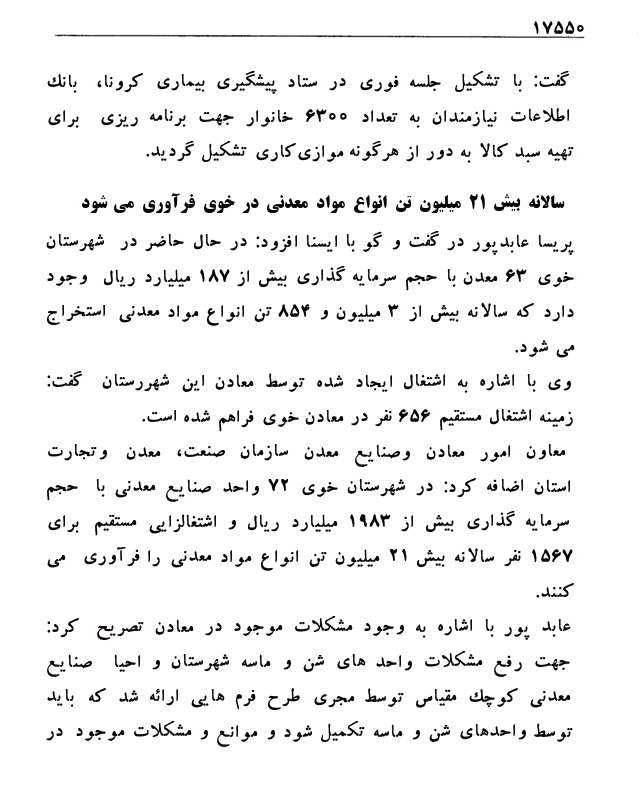 ۱۷۵۵۰
گفت: با تشکیل جلسه فوری در ستاد پیشگیری بیماری کرونا، بانك
اطلاعات نیازمندان به تعداد ۶۳۰۰ خانوار جهت برنامه ریزی برای
تهیه سبد کالا به دور از هرگونه موازی‌کاری تشکیل گردید.
سالانه بیش ۲۱ میلیون تن انواع مواد معدنی در خوی فرآوری می شود
پریسا عابدپور در گفت و گو با ایسنا افزود: در حال حاضر در شهرستان
خوی ۶۳ معدن با حجم سرمایه گذاری بیش از ۱۸۷ میلیارد ریال وجود
دارد که سالانه بیش از ۳ میلیون و ۸۵۴ تن انواع مواد معدنی استخراج
می شود.
وی با اشاره به اشتغال ایجاد شده توسط معادن این شهررستان گفت:
زمینه اشتغال مستقیم ۶۵۶ نفر در معادن خوی فراهم شده است.
معاون امور معادن وصنایع معدن سازمان صنعت، معدن وتجارت
استان اضافه کرد: در شهرستان خوی ۷۲ واحد صنایع معدنی با حجم
سرمایه گذاری بیش از ۱۹۸۳ میلیارد ریال و اشتغالزایی مستقیم برای
۱۵۶۷ نفر سالانه بیش ۲۱ میلیون تن انواع مواد معدنی را فرآوری می
کنند.
عابد پور با اشاره به وجود مشکلات موجود در معادن تصریح کرد:
جهت رفع مشکلات واحد های شن و ماسه شهرستان و احیا صنایع
معدنی کوچك مقیاس توسط مجری طرح فرم هایی ارائه شد که باید
توسط واحدهای شن و ماسه تکمیل شود و موانع و مشکلات موجود در